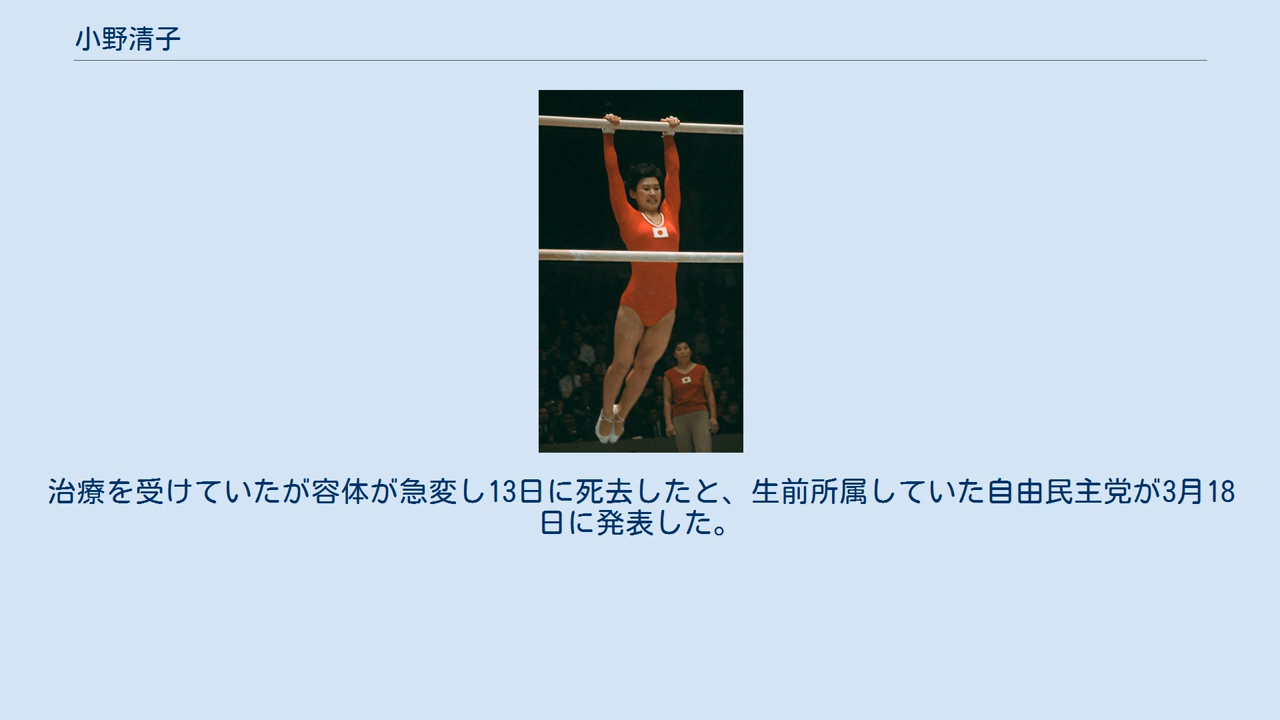 小野清子
治療を受けていたが容体が急変し13日に死去したと、生前所属していた自由民主党が3月18
日に発表した。